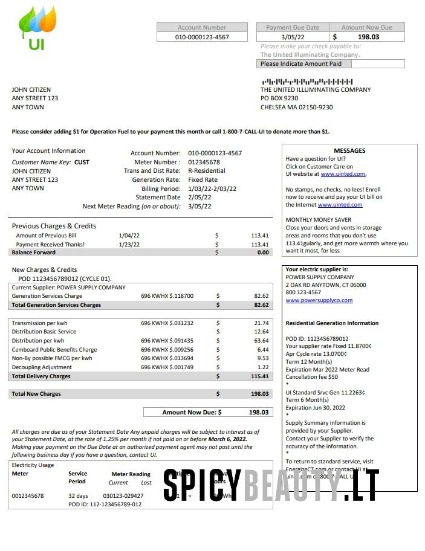 UI
Account Number
010-0000123-4567
Payment Due Date Amount Now Due
3/05/22 $ 198.03
Please make your check payable to:
The United Illuminating Company.
Please Indicate Amount Paid
JOHN CITIZEN
ANY STREET 123
ANY TOWN
THE UNITED ILLUMINATING COMPANY
PO BOX 9230
CHELSEA MA 02150-9230
Please consider adding $1 for Operation Fuel to your payment this month or call 1-800-7-CALL-UI to donate more than $1.
Your Account Information
Customer Name Key: CUST
JOHN CITIZEN
ANY STREET 123
ANY TOWN
Account Number: 010-0000123-4567
Meter Number : 012345678
Trans and Dist Rate: R-Residential
Generation Rate: Fixed Rate
Billing Period: 1/03/22-2/03/22
Statement Date 2/05/22
Next Meter Reading (on or about): 3/05/22
Previous Charges & Credits
Amount of Previous Bill 1/04/22 $ 113.41
Payment Received Thanks! 1/23/22 $ 113.41
Balance Forward $ 0.00
New Charges & Credits
POD 1123456789012 (CYCLE 01).
Current Supplier: POWER SUPPLY COMPANY
Generation Services Charge 696 KWHX $.118700 $ 82.62
Total Generation Services Charges $ 82.62
Transmission per kwh 696 KWHX $.031232 $ 21.74
Distribution Basic Service $ 12.64
Distribution per kwh 696 KWHX $.091435 $ 63.64
Combound Public Benefits Charge 696 KWHX $.009256 $ 6.44
Non-By possible FMCG per kwh 696 KWHX $.013694 $ 9.53
Decoupling Adjustment 696 KWHX $.001749 $ 1.22
Total Delivery Charges $ 115.41
Total New Charges $ 198.03
Amount Now Due: $ 198.03
All charges are due as of your Statement Date Any unpaid charges will be subject to interest as of
your Statement Date, at the rate of 1.25% per month if not paid on or before March 6, 2022.
Making your payment on the Due Date at an authorized payment agent may not post until the
following business day if you have a question, contact UI.
Electricity Usage
Meter Service Meter Reading
Period Current Last
0012345678 32 days 030123-029427
POD ID: 112-123456789-012
MESSAGES
Have a question for UI?
Click on Customer Care on
UI website at www.uinted.com.
No stamps, no checks, no lines! Enroll
now to receive and pay your UI bill on
the Internet www.uinted.com
MONTHLY MONEY SAVER
Close your doors and vents in storage
areas and rooms that you don't use
113.41gularly, and get more warmth where you
want it most, for less
Your electric supplier is:
POWER SUPPLY COMPANY
2 OAK RD ANYTOWN, CT 06000
800 123-4567
www.powersupplyco.com
Residential Generation Information
POD ID: 1123456789012
Your supplier rate Fixed 11.8700¢
Apr Cycle rate 13.0700¢
Term 12 Month(s)
Expiration Mar 2022 Meter Read
Cancellation fee $50
*
UI Standard Srvc Gen 11.2263¢
Term 6 Month(s)
Expiration Jun 30, 2022
*
Supply Summary information is
provided by your Supplier.
Contact your Supplier to verify the
accuracy of the information.
*
To return to standard service, visit
SPICYBEAUTY.LT